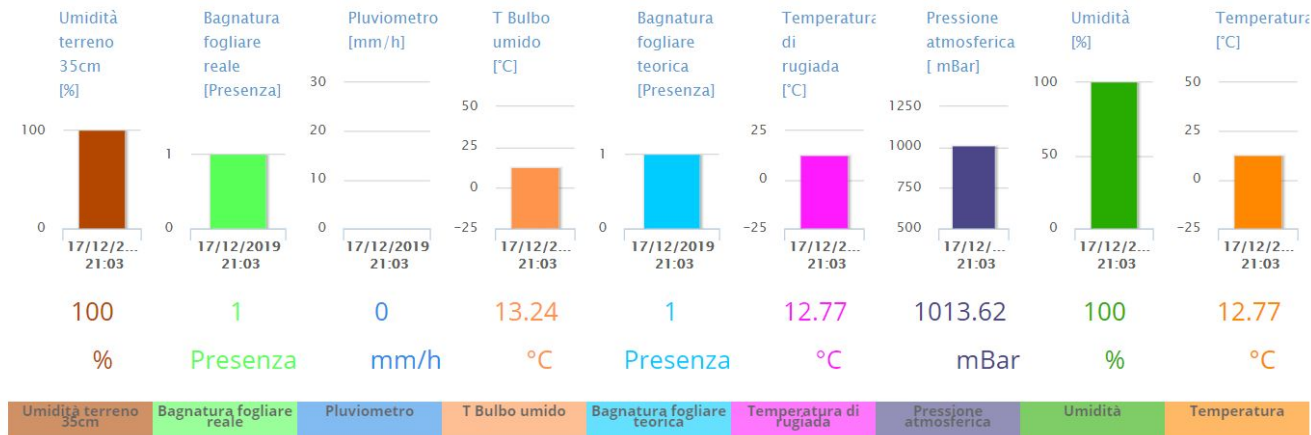 Umidità
terreno
35cm
[%]
100
0
17/12/2...
21:03
Bagnatura
fogliare
reale
[Presenza]
1
0
17/12/2019
21:03
Pluviometro
[mm/h]
30
20
10
0
17/12/2019
21:03
T Bulbo
umido
[°C]
50
25
0
-25
17/12/2...
21:03
Bagnatura
fogliare
teorica
[Presenza]
1
0
17/12/2019
21:03
Temperatura
di
rugiada
[°C]
25
0
-25
17/12/2...
21:03
Pressione
atmosferica
[ mBar]
1250
1000
750
500
17/12/...
21:03
Umidità
[%]
100
50
0
17/12/2...
21:03
Temperatura
[°C]
50
25
0
-25
17/12/2...
21:03
100 1 0 13.24 1 12.77 1013.62 100 12.77
% Presenza mm/h °C Presenza °C mBar % °C
Umidità terreno
35cm
Bagnatura fogliare
reale
Pluviometro
T Bulbo umido
Bagnatura fogliare
teorica
Temperatura di
rugiada
Pressione
atmosferica
Umidità
Temperatura